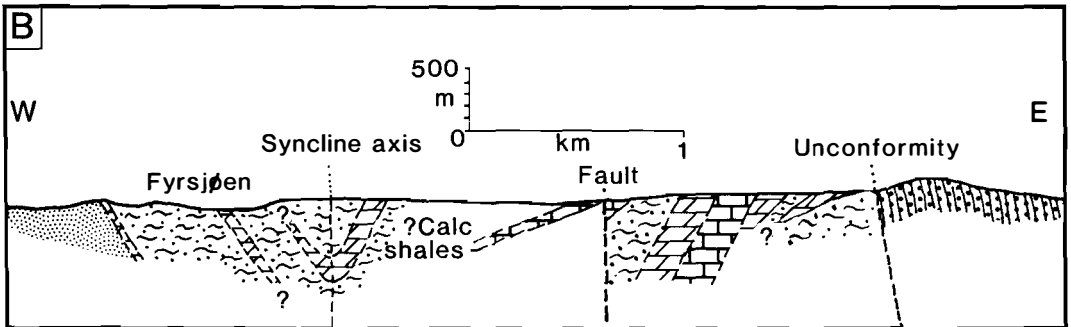 B
500
m
W
E
0
km
1
Syncline axis
Unconformity
Fyrsjøen
Fault
?
?Calc
shales
?
?